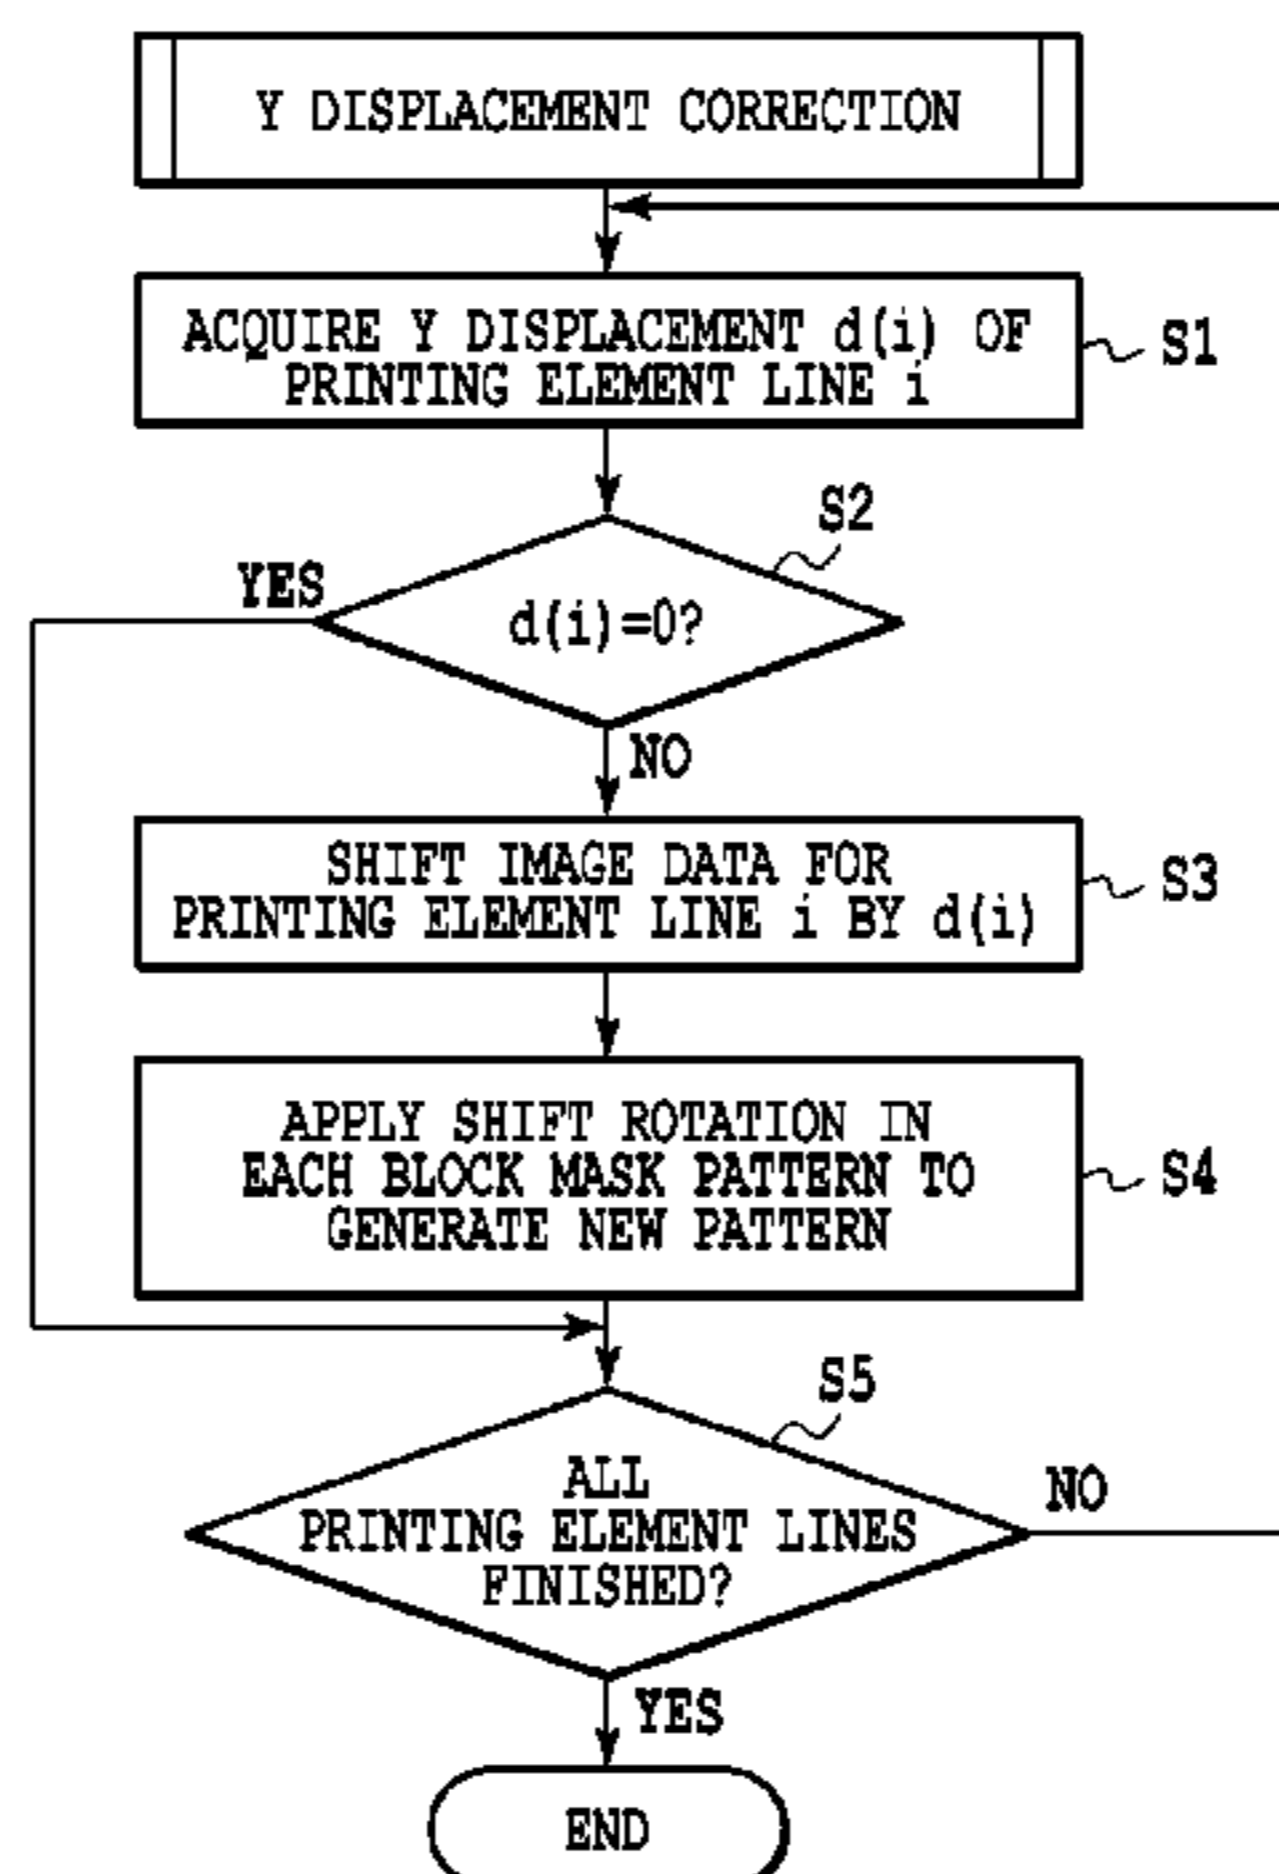 Y DISPLACEMENT CORRECTION
ACQUIRE Y DISPLACEMENT d(i) OF
PRINTING ELEMENT LINE i
S1
S2
YES
d(i)=0?
NO
SHIFT IMAGE DATA FOR
PRINTING ELEMENT LINE i BY d(i)
S3
APPLY SHIFT ROTATION IN
EACH BLOCK MASK PATTERN TO
GENERATE NEW PATTERN
S4
S5
ALL
PRINTING ELEMENT LINES
FINISHED?
NO
YES
END